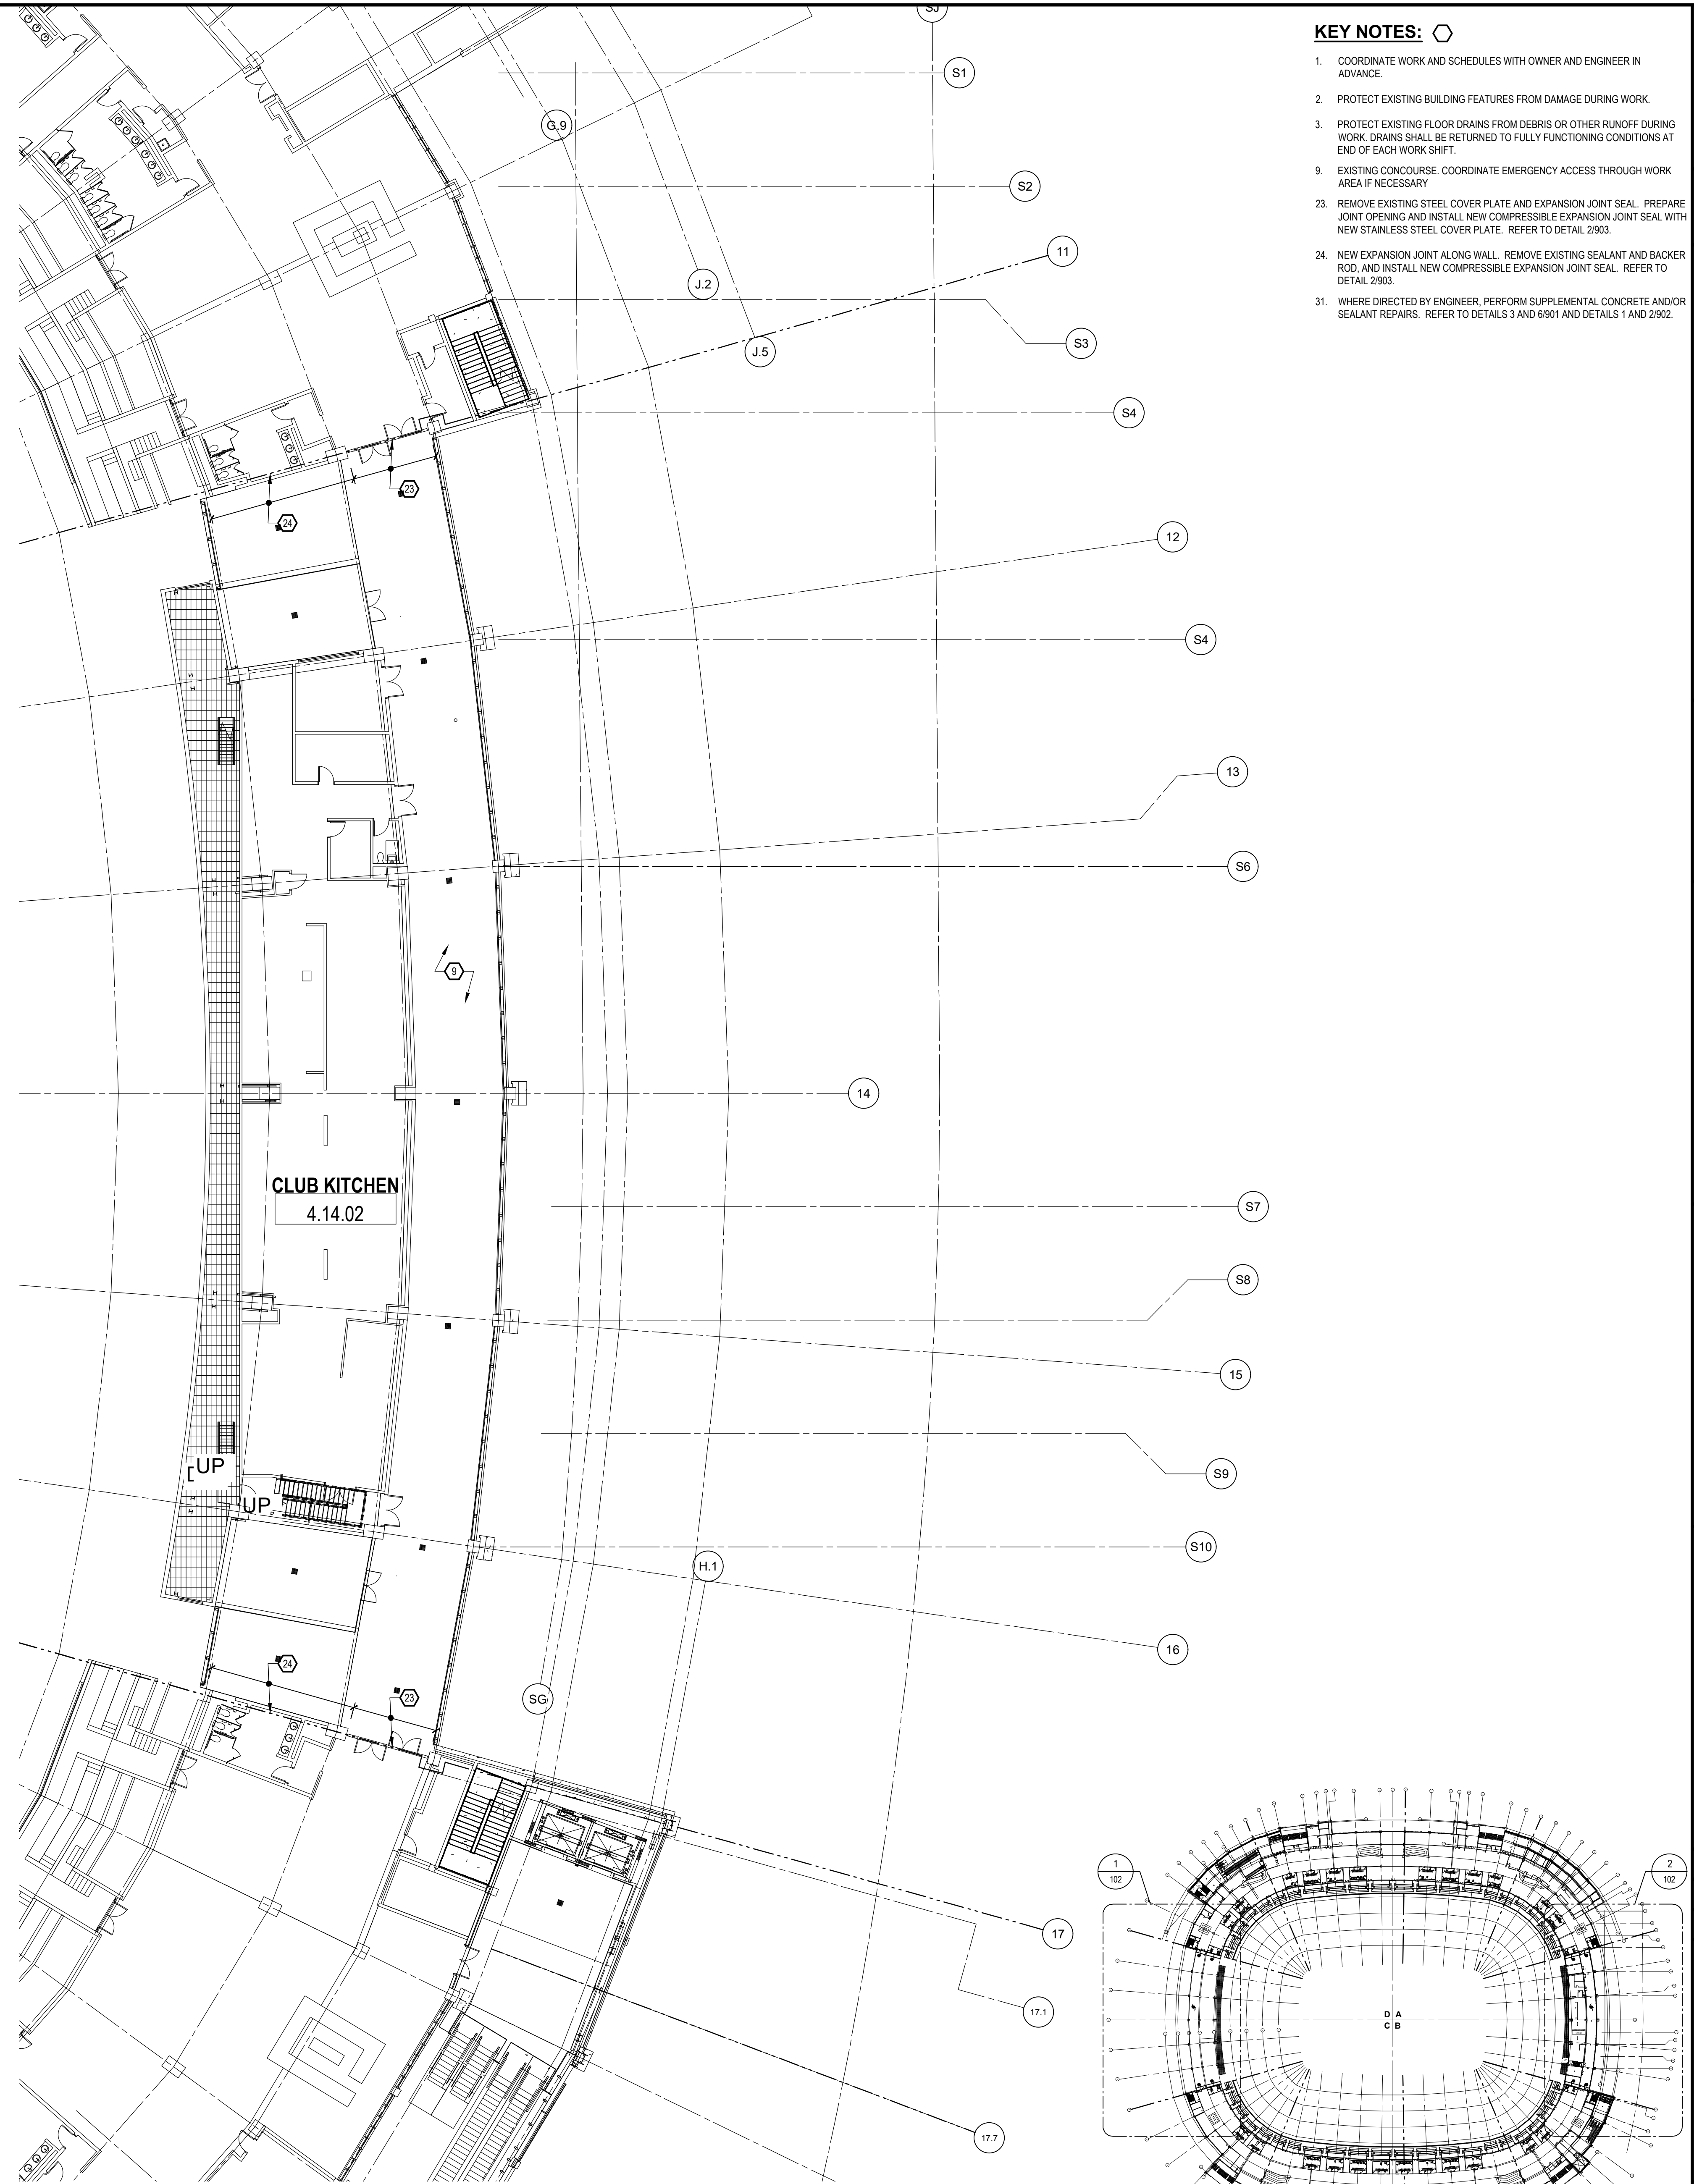 KEY NOTES:
1. COORDINATE WORK AND SCHEDULES WITH OWNER AND ENGINEER IN
ADVANCE.
2. PROTECT EXISTING BUILDING FEATURES FROM DAMAGE DURING WORK.
3. PROTECT EXISTING FLOOR DRAINS FROM DEBRIS OR OTHER RUNOFF DURING
WORK. DRAINS SHALL BE RETURNED TO FULLY FUNCTIONING CONDITIONS AT
END OF EACH WORK SHIFT.
9. EXISTING CONCOURSE. COORDINATE EMERGENCY ACCESS THROUGH WORK
AREA IF NECESSARY
23. REMOVE EXISTING STEEL COVER PLATE AND EXPANSION JOINT SEAL. PREPARE
JOINT OPENING AND INSTALL NEW COMPRESSIBLE EXPANSION JOINT SEAL WITH
NEW STAINLESS STEEL COVER PLATE. REFER TO DETAIL 2/903.
24. NEW EXPANSION JOINT ALONG WALL. REMOVE EXISTING SEALANT AND BACKER
ROD, AND INSTALL NEW COMPRESSIBLE EXPANSION JOINT SEAL. REFER TO
DETAIL 2/903.
31. WHERE DIRECTED BY ENGINEER, PERFORM SUPPLEMENTAL CONCRETE AND/OR
SEALANT REPAIRS. REFER TO DETAILS 3 AND 6/901 AND DETAILS 1 AND 2/902.
SJ
S1
G.9
S2
11
J.2
S3
J.5
S4
23
24
12
S4
13
S6
9
14
CLUB KITCHEN
4.14.02
S7
S8
15
S9
UP
UP
S10
H.1
16
24
23
SG
17
17.1
17.7
1
102
2
102
D A
C B